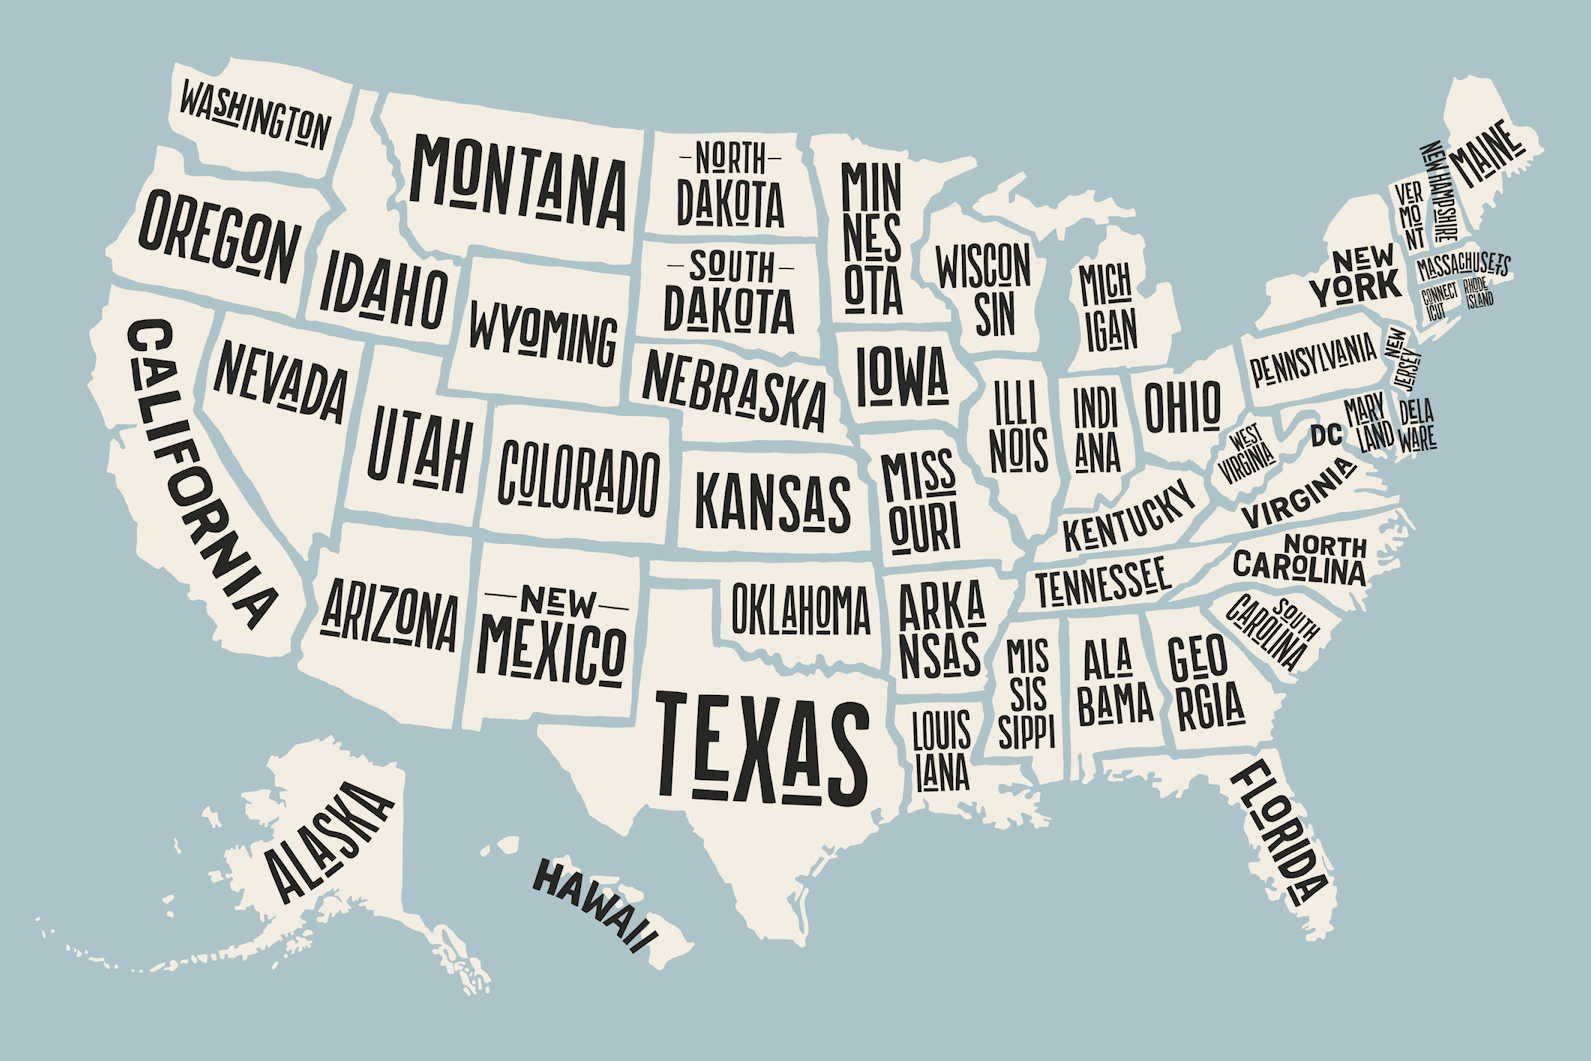 WASHINGTON
OREGON
CALIFORNIA
IDAHO
NEVADA
MONTANA
WYOMING
UTAH
COLORADO
ARIZONA
–NORTH–
DAKOTA
–SOUTH–
DAKOTA
NEBRASKA
KANSAS
–NEW–
MEXICO
OKLAHOMA
TEXAS
MIN
NES
OTA
IOWA
MISS
OURI
ARKA
NSAS
LOUIS
IANA
WISCON
SIN
ILLI
NOIS
MICH
IGAN
INDI
ANA
OHIO
KENTUCKY
TENNESSEE
MIS
SIS
SIPPI
ALA
BAMA
GEO
RGIA
FLORIDA
SOUTH
CAROLINA
NORTH
CAROLINA
VIRGINIA
WEST
VIRGINIA
DC
MARY
LAND
DELA
WARE
PENNSYLVANIA
NEW
JERSEY
NEW
YORK
CONNECT
ICUT
RHODE
ISLAND
MASSACHUSETS
VER
MO
NT
NEW HAMPSHIRE
MAINE
ALASKA
HAWAII